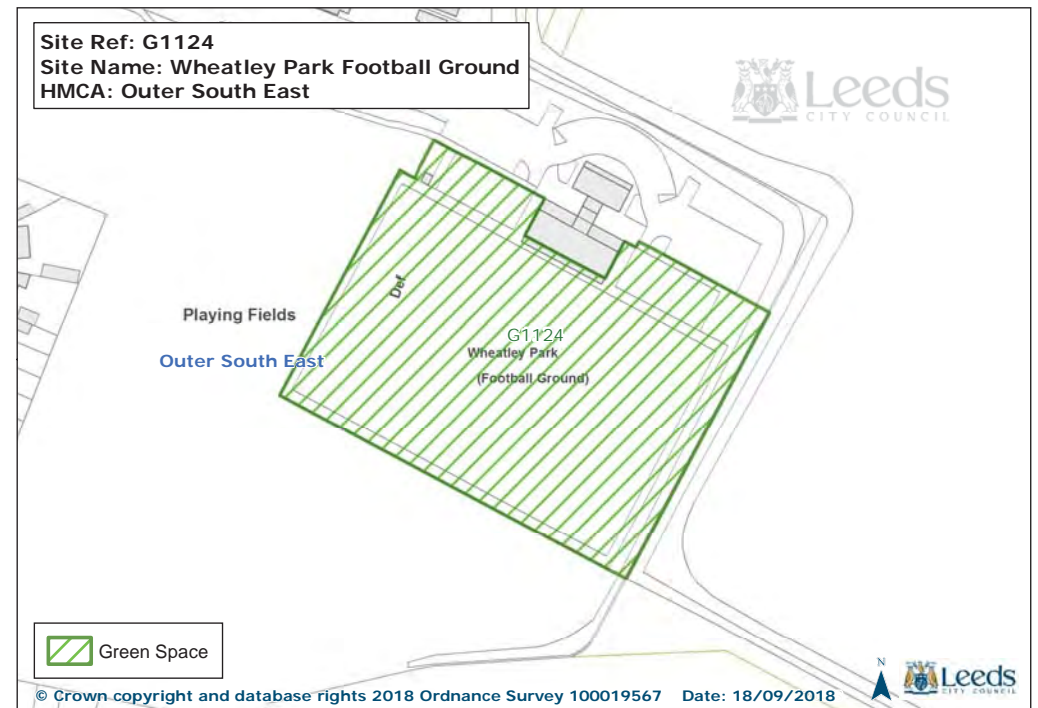 Site Ref: G1124
Site Name: Wheatley Park Football Ground
HMCA: Outer South East
Leeds
CITY COUNCIL
Def
Playing Fields
Outer South East
G1124
Wheatley Park
(Football Ground)
Green Space
N
Leeds
CITY COUNCIL
© Crown copyright and database rights 2018 Ordnance Survey 100019567 Date: 18/09/2018